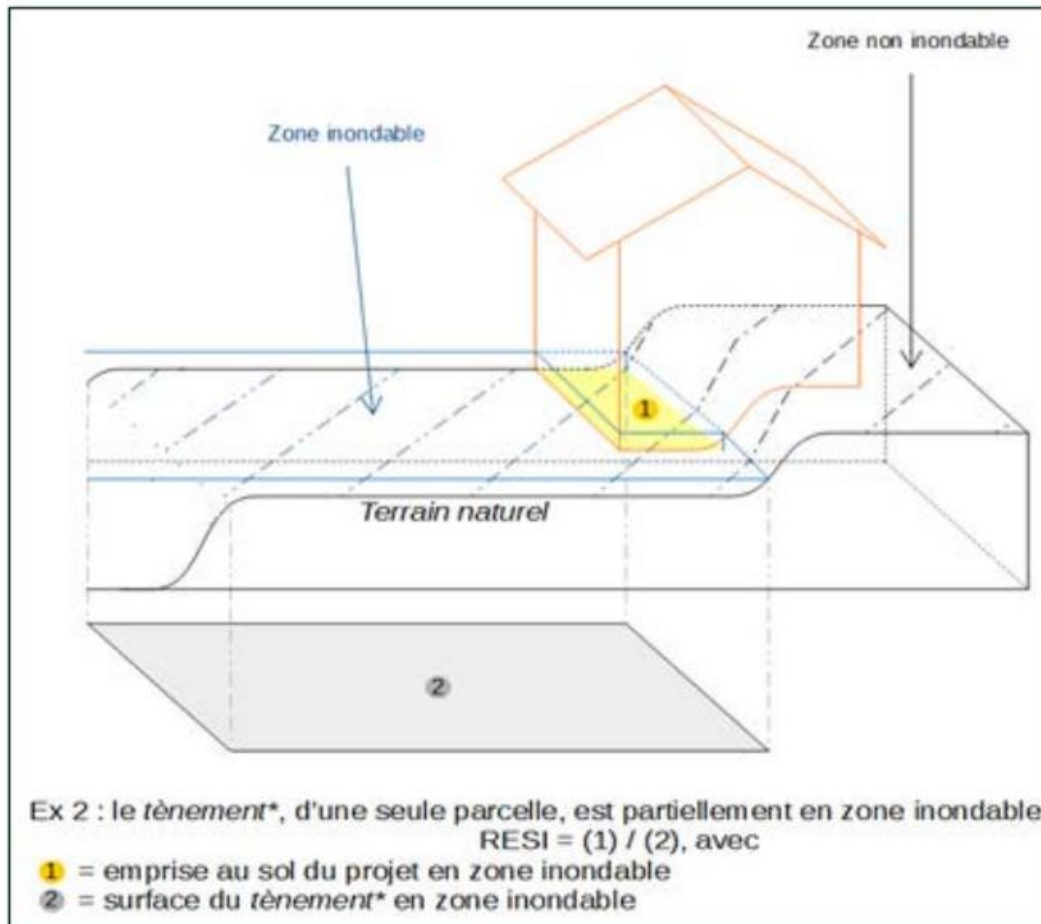 Zone non inondable
Zone inondable
1
Terrain naturel
2
Ex 2 : le tènement*, d'une seule parcelle, est partiellement en zone inondable
RESI = (1) / (2), avec
1 = emprise au sol du projet en zone inondable
2 = surface du tènement* en zone inondable